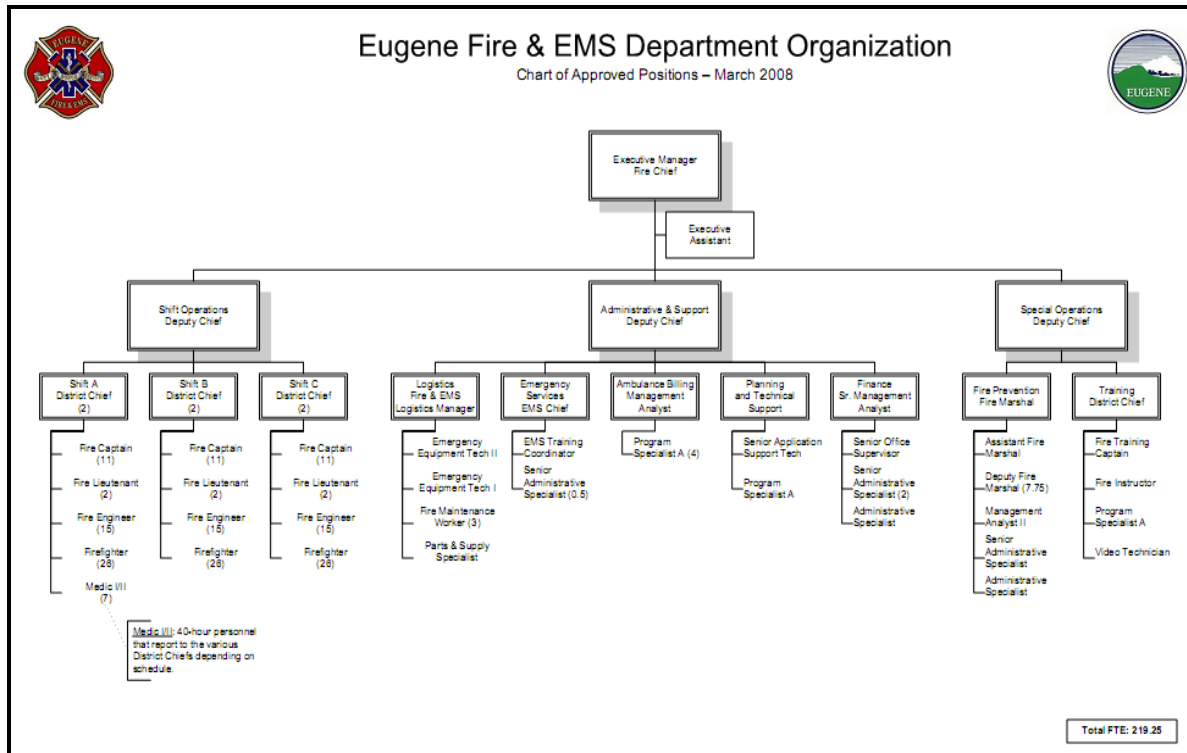 EUGENE
FIRE & EMS
Eugene Fire & EMS Department Organization
Chart of Approved Positions – March 2008
EUGENE
Executive Manager
Fire Chief
Executive
Assistant
Shift Operations
Deputy Chief
Administrative & Support
Deputy Chief
Special Operations
Deputy Chief
Shift A
District Chief
(2)
Fire Captain
(11)
Fire Lieutenant
(2)
Fire Engineer
(15)
Firefighter
(26)
Medic I/II
(7)
Medic I/II: 40-hour personnel
that report to the various
District Chiefs depending on
schedule.
Shift B
District Chief
(2)
Fire Captain
(11)
Fire Lieutenant
(2)
Fire Engineer
(15)
Firefighter
(26)
Shift C
District Chief
(2)
Fire Captain
(11)
Fire Lieutenant
(2)
Fire Engineer
(15)
Firefighter
(26)
Logistics
Fire & EMS
Logistics Manager
Emergency
Equipment Tech II
Emergency
Equipment Tech I
Fire Maintenance
Worker (3)
Parts & Supply
Specialist
Emergency
Services
EMS Chief
EMS Training
Coordinator
Senior
Administrative
Specialist (0.5)
Ambulance Billing
Management
Analyst
Program
Specialist A (4)
Planning
and Technical
Support
Senior Application
Support Tech
Program
Specialist A
Finance
Sr. Management
Analyst
Senior Office
Supervisor
Senior
Administrative
Specialist (2)
Administrative
Specialist
Fire Prevention
Fire Marshal
Assistant Fire
Marshal
Deputy Fire
Marshal (7.75)
Management
Analyst II
Senior
Administrative
Specialist
Administrative
Specialist
Training
District Chief
Fire Training
Captain
Fire Instructor
Program
Specialist A
Video Technician
Total FTE: 219.25